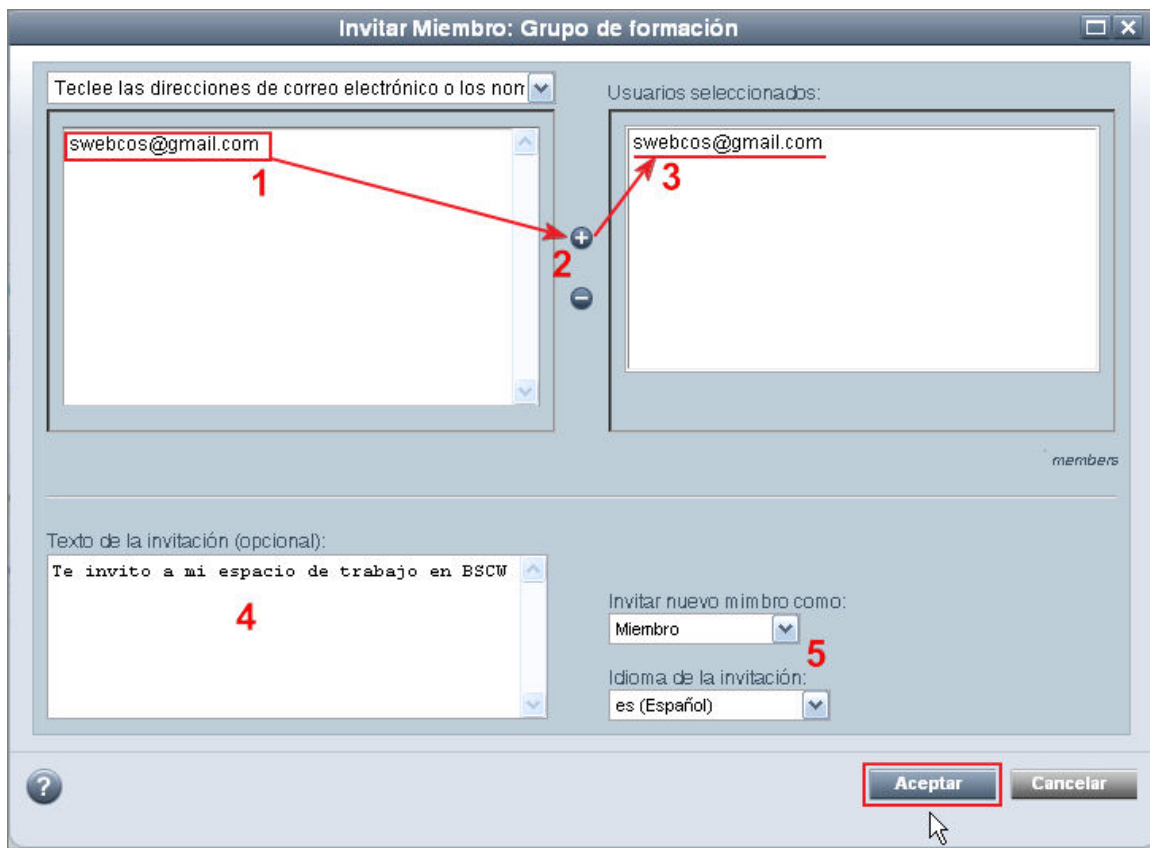 Invitar Miembro: Grupo de formación
Teclee las direcciones de correo electrónico o los non
Usuarios seleccionados:
swebcos@gmail.com
swebcos@gmail.com
1
2
3
members
Texto de la invitación (opcional):
Te invito a mi espacio de trabajo en BSCW
4
Invitar nuevo mimbro como:
Miembro
5
Idioma de la invitación:
es (Español)
?
Aceptar
Cancelar